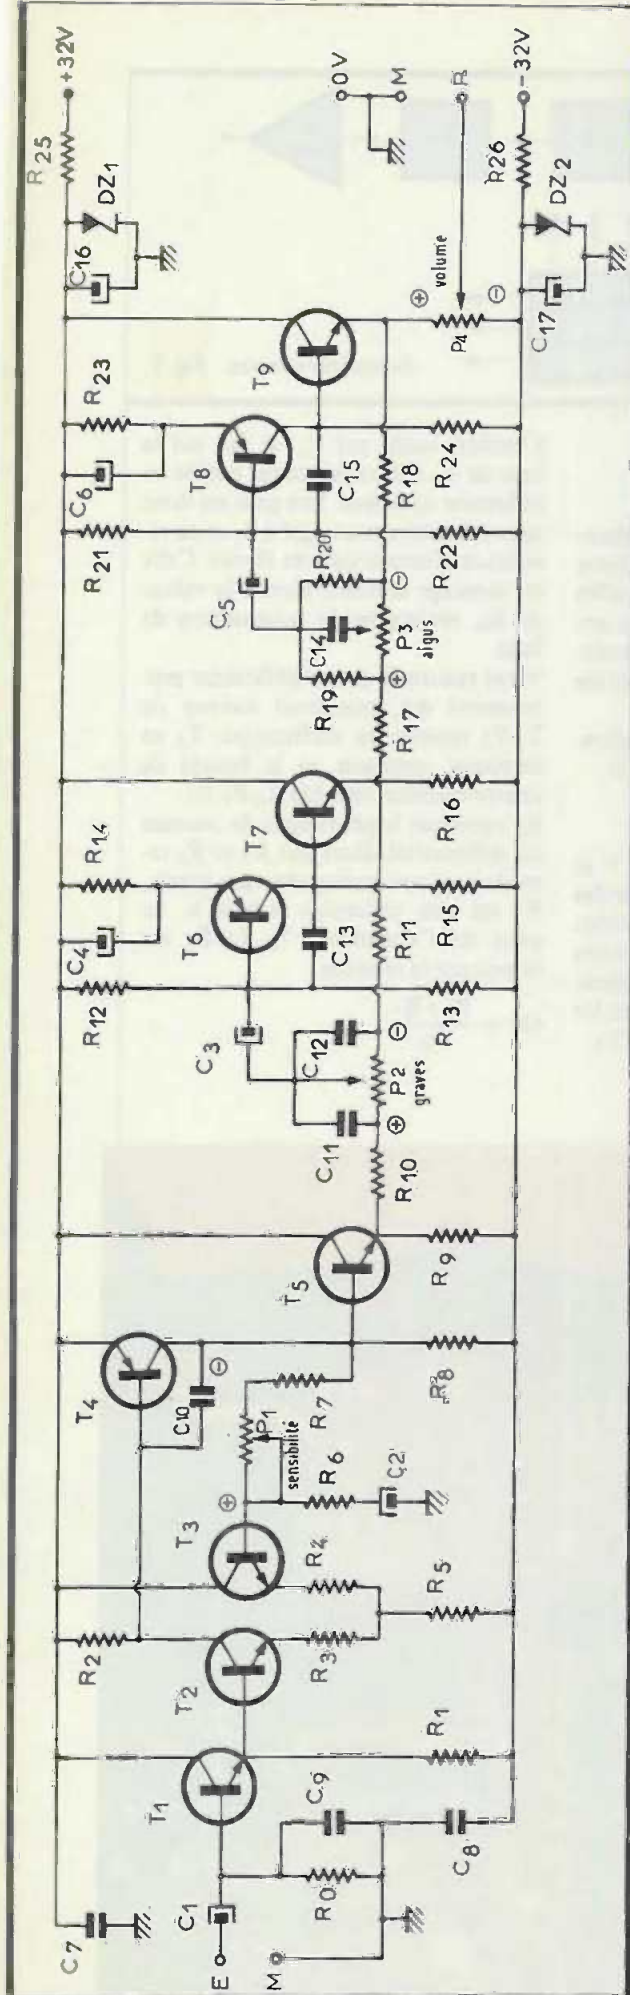 R25
+32V
C16
DZ1
0V
M
R
R26
-32V
DZ2
C17
volume
P4
T9
R23
C6
T8
C15
R24
R18
R21
R22
C5
R20
C14
P3
aigus
R19
R17
T7
R16
R14
C4
T6
C13
R15
R11
R12
R13
C3
C12
P2
graves
C11
R10
T5
R9
T4
C10
R8
R7
P1
sensibilité
R6
C2
T3
R4
R5
R2
T2
R3
T1
R1
C9
C8
R0
C1
C7
E
M